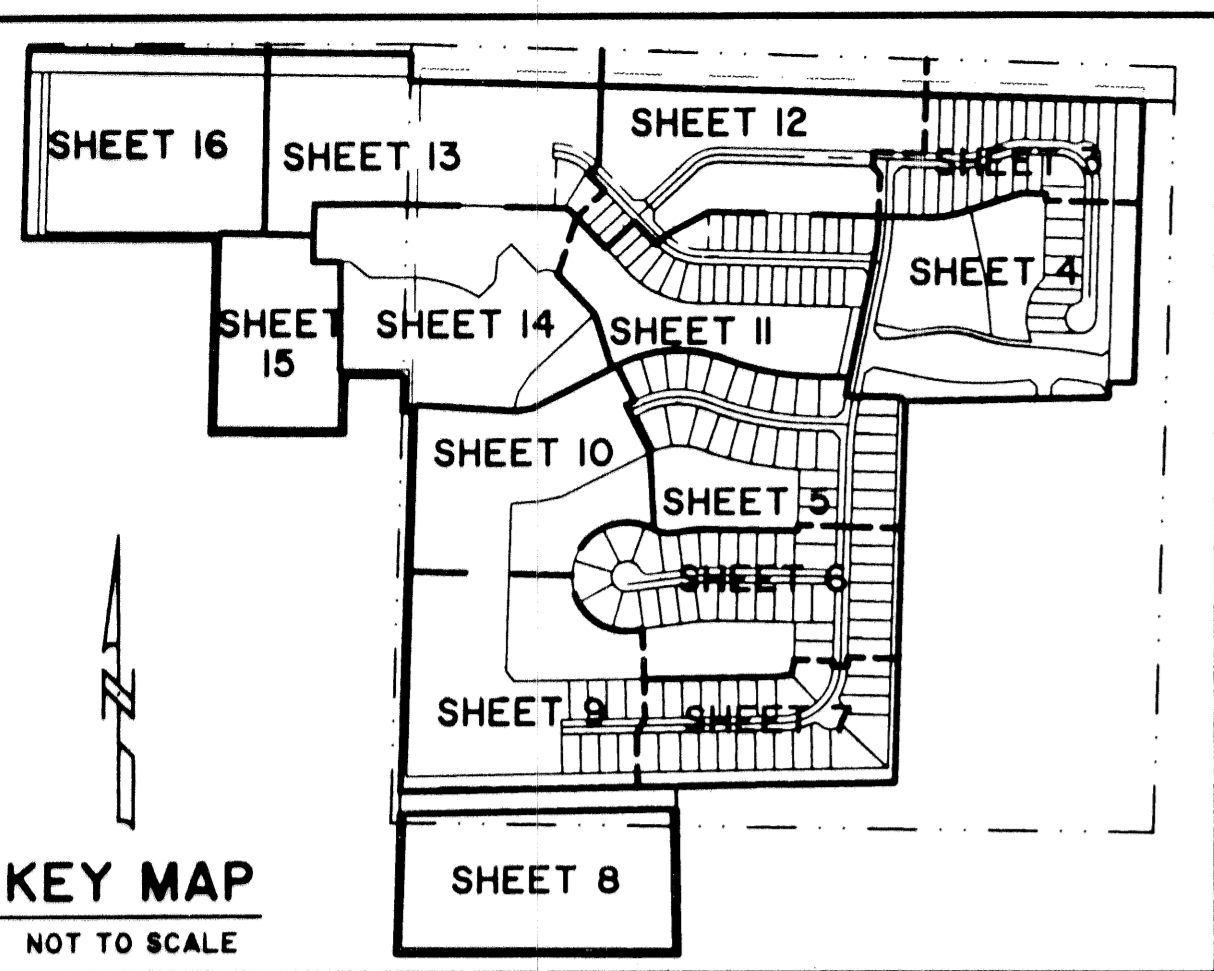 SHEET 12
SHEET 16
SHEET 13
SHEET 3
SHEET 4
SHEET
15
SHEET 14
SHEET 11
SHEET 10
SHEET 5
SHEET 6
N
SHEET 9
SHEET 7
SHEET 8
KEY MAP
NOT TO SCALE